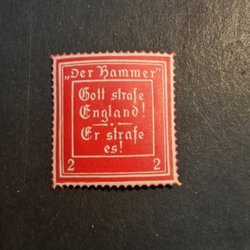 „Der Hammer"
Gott strafe
England!
Er strafe
es!
2 2